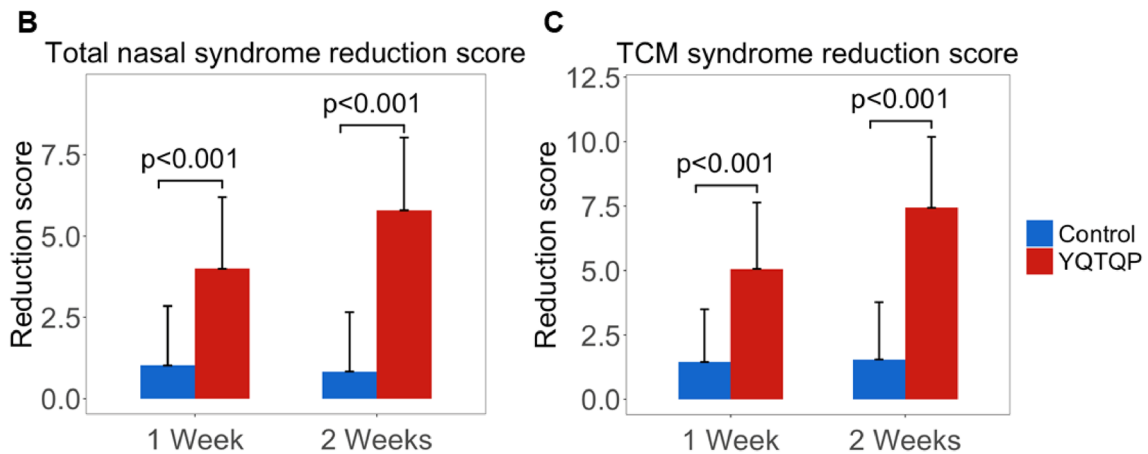 B
Total nasal syndrome reduction score
Reduction score
7.5
5.0
2.5
0.0
p<0.001
p<0.001
1 Week
2 Weeks
C
TCM syndrome reduction score
Reduction score
12.5
10.0
7.5
5.0
2.5
0.0
p<0.001
p<0.001
1 Week
2 Weeks
Control
YQTQP